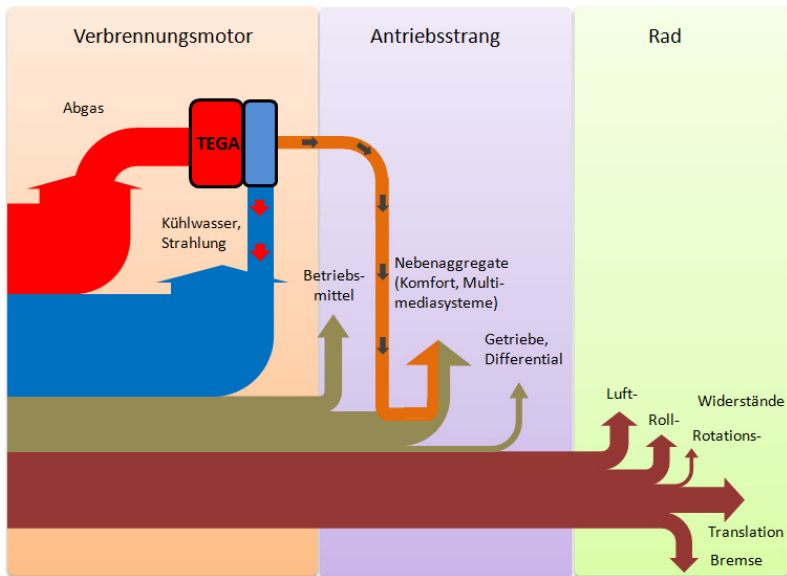 Verbrennungsmotor
Antriebsstrang
Rad
Abgas
TEGA
Kühlwasser,
Strahlung
Betriebs-
mittel
Nebenaggregate
(Komfort, Multi-
mediasysteme)
Getriebe,
Differential
Luft-
Widerstände
Roll-
Rotations-
Translation
Bremse